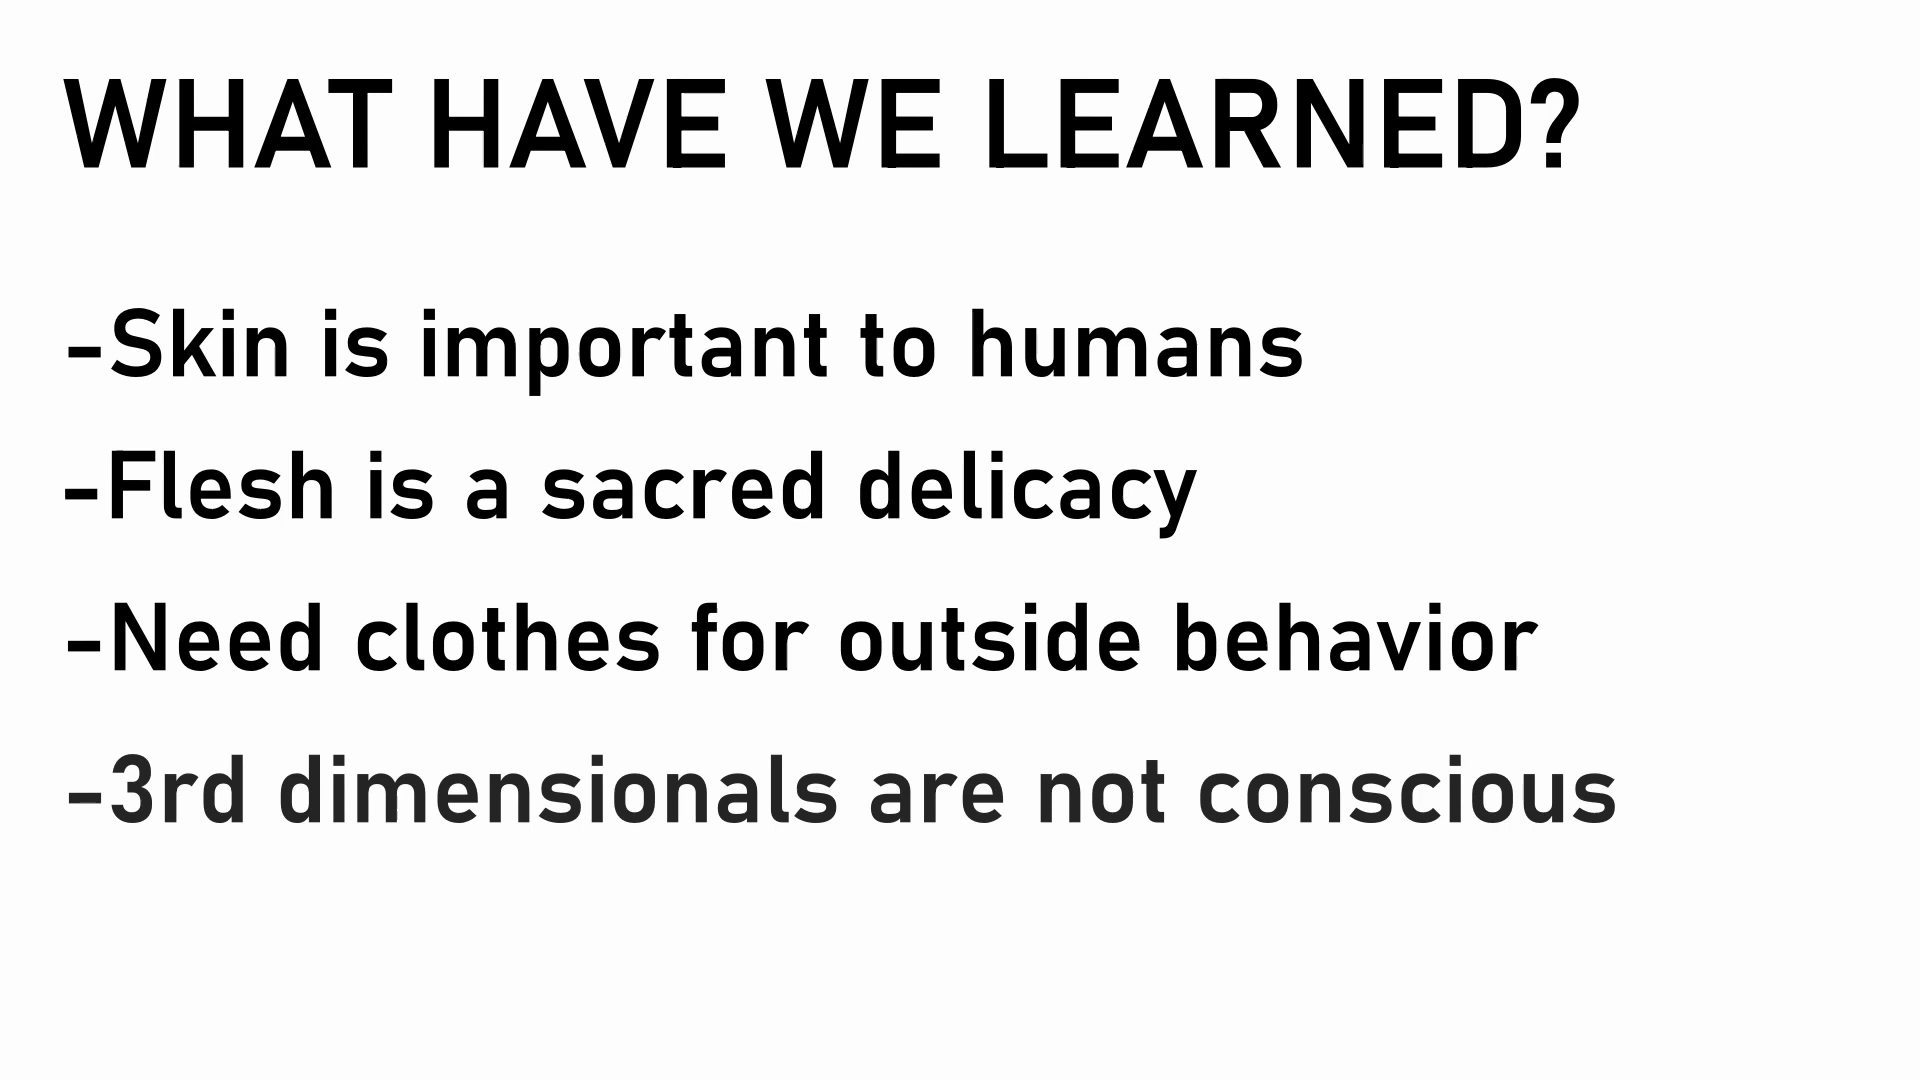 WHAT HAVE WE LEARNED?
-Skin is important to humans
-Flesh is a sacred delicacy
-Need clothes for outside behavior
-3rd dimensionals are not conscious